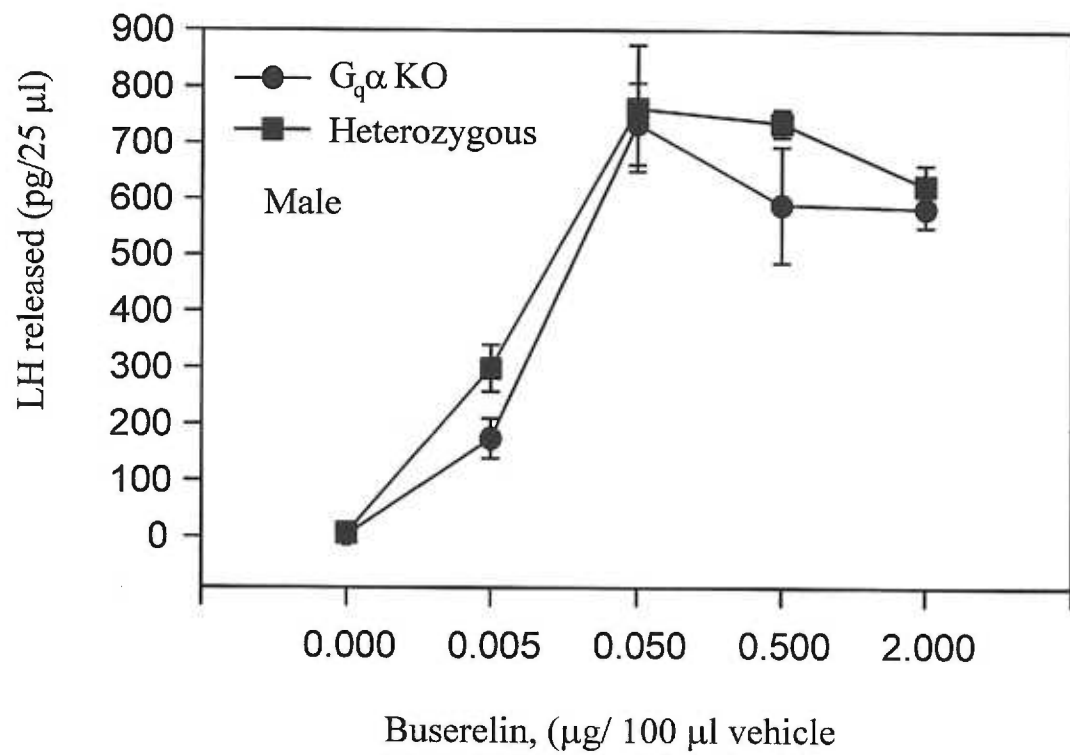 900
800
700
600
500
400
300
200
100
0
LH released (pg/25 µl)
Gqα KO
Heterozygous
Male
0.000 0.005 0.050 0.500 2.000
Buserelin, (µg/ 100 µl vehicle